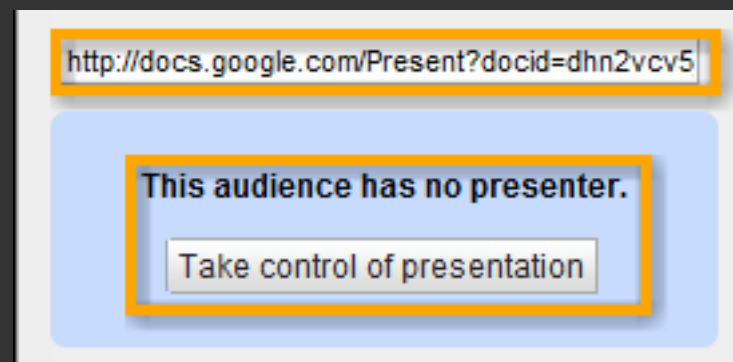 http://docs.google.com/Present?docid=dhn2vcv5
This audience has no presenter.
Take control of presentation